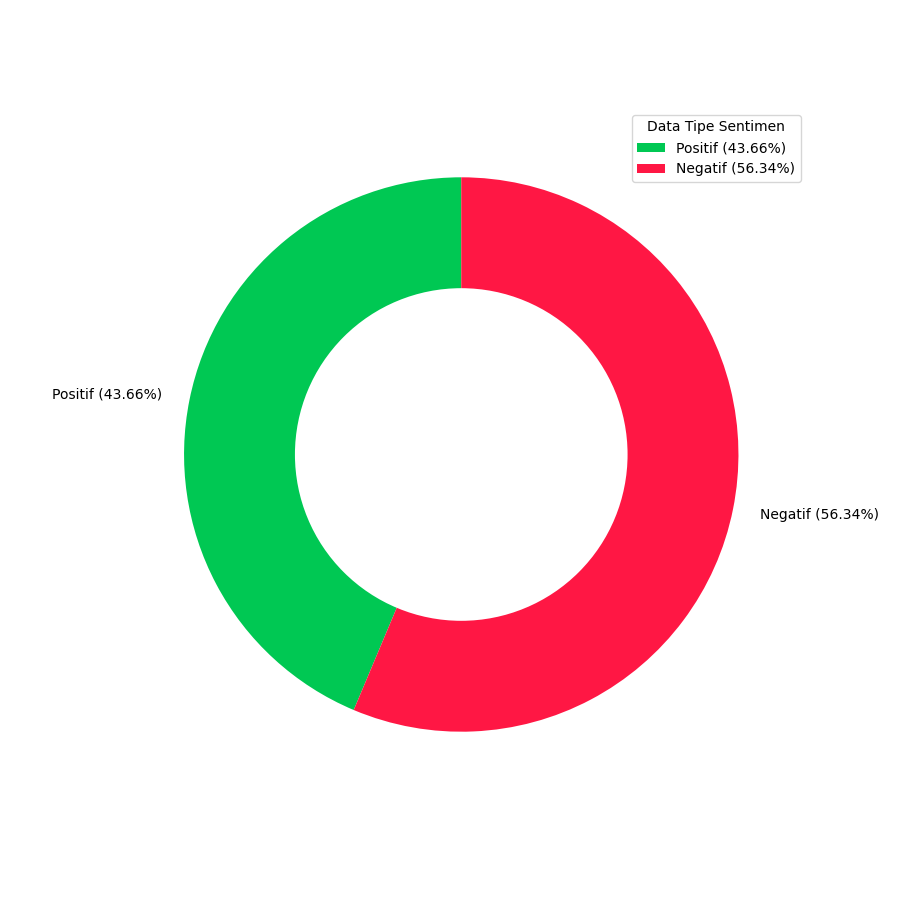 Data Tipe Sentimen
Positif (43.66%)
Negatif (56.34%)
Positif (43.66%)
Negatif (56.34%)